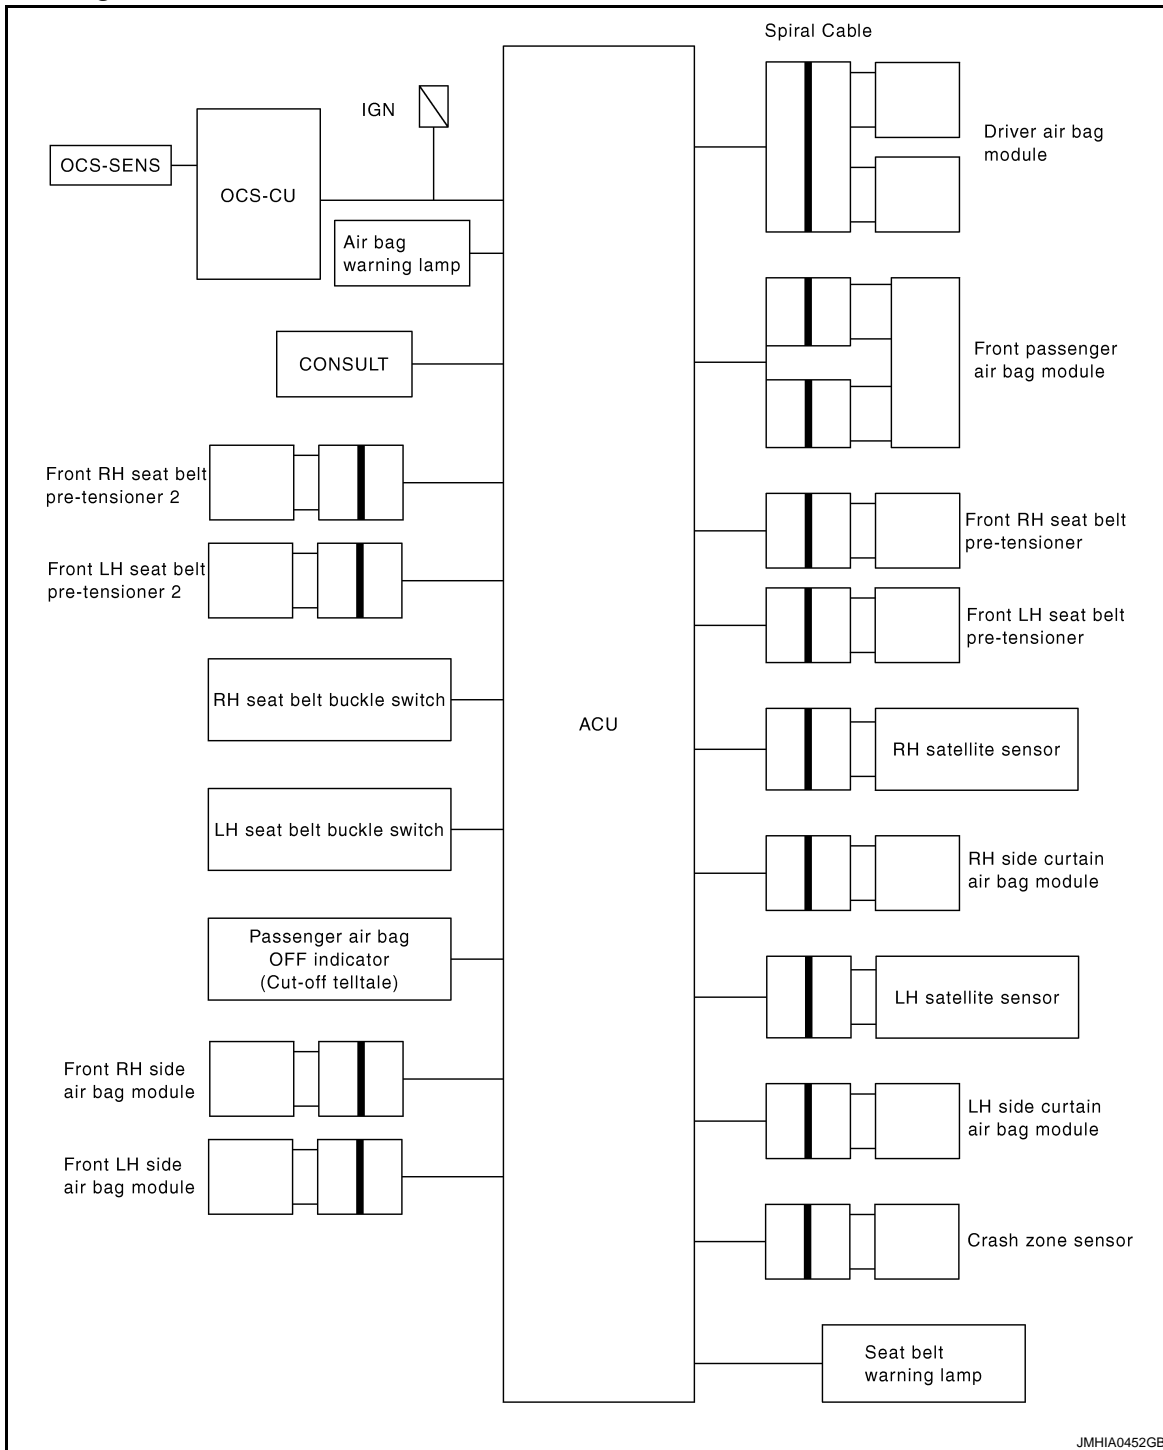 Spiral Cable
IGN
OCS-SENS
OCS-CU
Air bag
warning lamp
CONSULT
Front RH seat belt
pre-tensioner 2
Front LH seat belt
pre-tensioner 2
RH seat belt buckle switch
LH seat belt buckle switch
Passenger air bag
OFF indicator
(Cut-off telltale)
Front RH side
air bag module
Front LH side
air bag module
ACU
Driver air bag
module
Front passenger
air bag module
Front RH seat belt
pre-tensioner
Front LH seat belt
pre-tensioner
RH satellite sensor
RH side curtain
air bag module
LH satellite sensor
LH side curtain
air bag module
Crash zone sensor
Seat belt
warning lamp
JMHIA0452GB